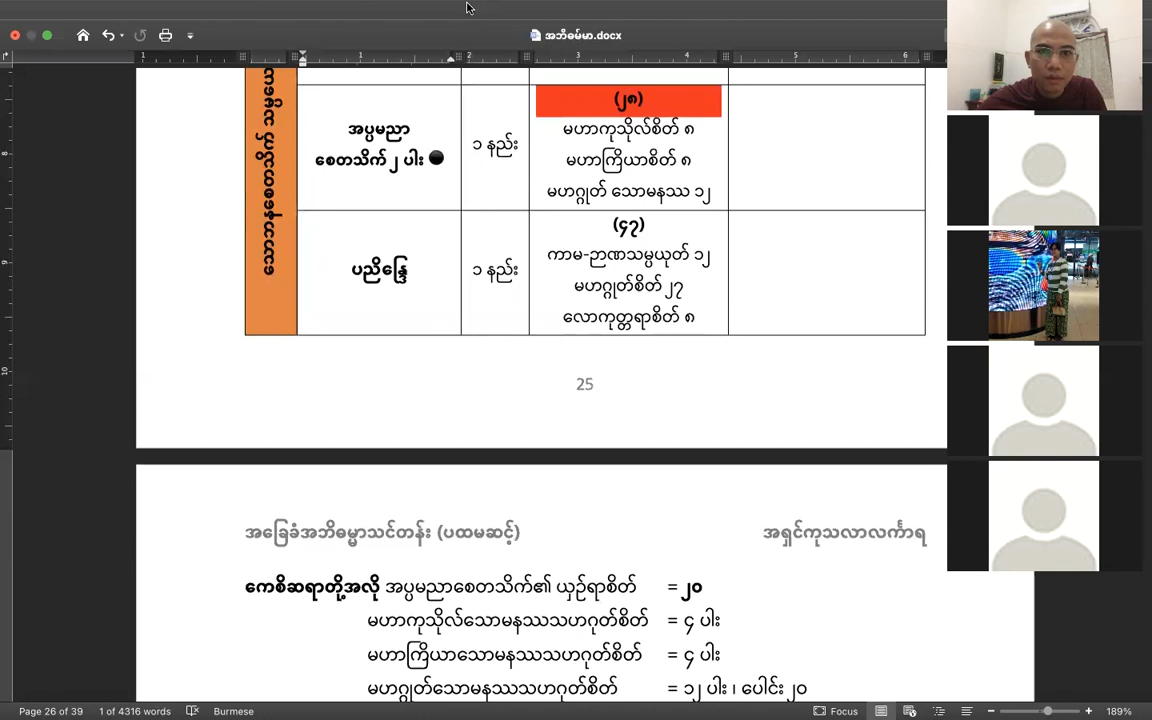 အဘိဓမ်မာ.docx
1 2 3 4 5 6
8
9
10
သောဘနစေတသိက်
(၂၈)
အပ္ပမညာ
စေတသိက် ၂ ပါး
၁ နည်း
မဟာကုသိုလ်စိတ် ၈
မဟာကြိယာစိတ် ၈
မဟဂ္ဂုတ် သောမနဿ ၁၂
ပညိန္ဒြေ
၁ နည်း
(၄၇)
ကာမ-ဉာဏသမ္ပယုတ် ၁၂
မဟဂ္ဂုတ်စိတ်၂၇
လောကုတ္တရာစိတ် ၈
25
အခြေခံအဘိဓမ္မာသင်တန်း (ပထမဆင့်)
အရှင်ကုသလာလင်္ကာရ
ကေစိဆရာတို့အလို အပ္ပမညာစေတသိက်၏ ယှဉ်ရာစိတ် = ၂၀
မဟာကုသိုလ်သောမနဿသဟဂုတ်စိတ် = ၄ ပါး
မဟာကြိယာသောမနဿသဟဂုတ်စိတ် = ၄ ပါး
မဟဂ္ဂုတ်သောမနဿသဟဂုတ်စိတ် = ၁၂ ပါး ၊ ပေါင်း ၂၀
Page 26 of 39 1 of 4316 words Burmese Focus 189%